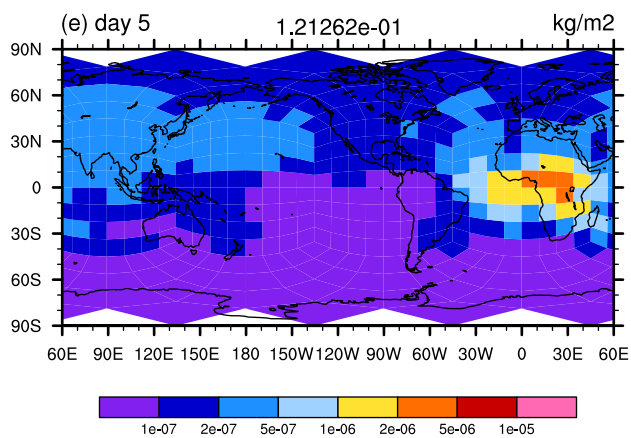 (e) day 5 1.21262e-01 kg/m2
90N
60N
30N
0
30S
60S
90S
60E 90E 120E 150E 180 150W 120W 90W 60W 30W 0 30E 60E
1e-07 2e-07 5e-07 1e-06 2e-06 5e-06 1e-05